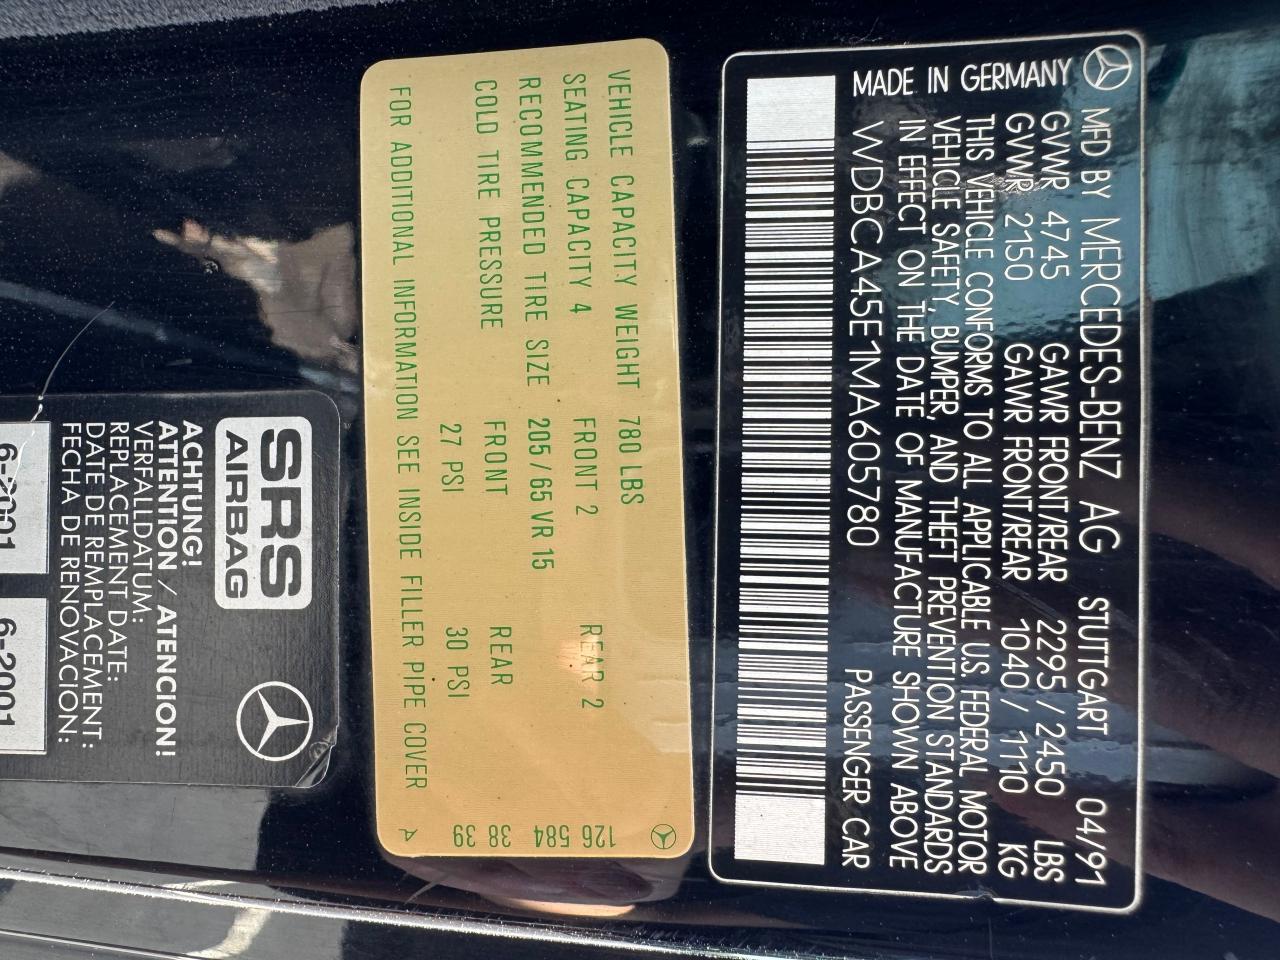 MFD BY MERCEDES-BENZ AG STUTTGART 04/91
GVWR 4745 GAWR FRONT/REAR 2295 / 2450 LBS
GVWR 2150 GAWR FRONT/REAR 1040 / 1110 KG
THIS VEHICLE CONFORMS TO ALL APPLICABLE U.S. FEDERAL MOTOR
VEHICLE SAFETY, BUMPER, AND THEFT PREVENTION STANDARDS
IN EFFECT ON THE DATE OF MANUFACTURE SHOWN ABOVE
MADE IN GERMANY WDBCA45E1MA605780 PASSENGER CAR
VEHICLE CAPACITY WEIGHT 780 LBS
SEATING CAPACITY 4 FRONT 2 REAR 2
RECOMMENDED TIRE SIZE 205/65 VR 15
COLD TIRE PRESSURE FRONT REAR
27 PSI 30 PSI
FOR ADDITIONAL INFORMATION SEE INSIDE FILLER PIPE COVER
126 584
38 39
A
SRS
AIRBAG
ACHTUNG!
ATTENTION / ATENCION!
VERFALLDATUM:
REPLACEMENT DATE:
DATE DE REMPLACEMENT:
FECHA DE RENOVACION:
6-2001 6-2001